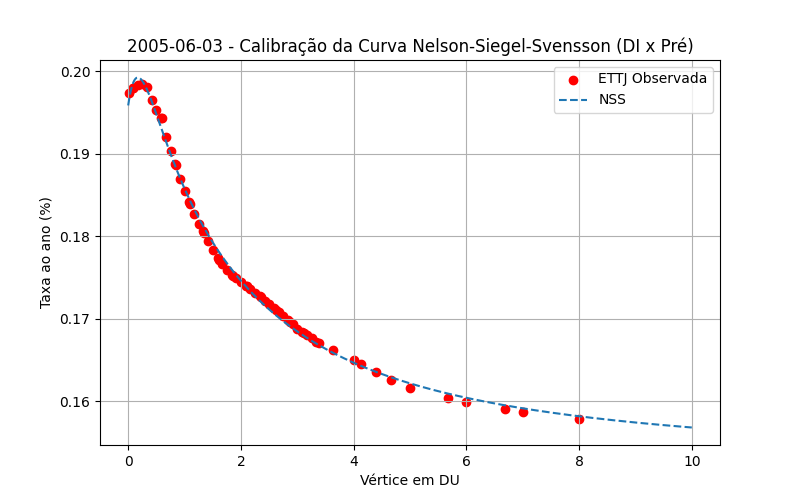 2005-06-03 - Calibração da Curva Nelson-Siegel-Svensson (DI x Pré)
ETTJ Observada
NSS
Taxa ao ano (%)
0.20
0.19
0.18
0.17
0.16
0 2 4 6 8 10
Vértice em DU